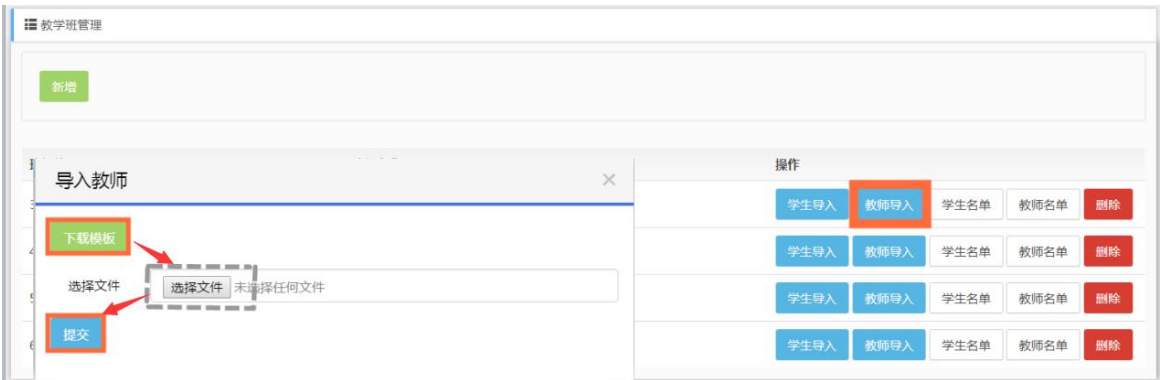 教学班管理
新增
操作
导入教师 ×
学生导入 教师导入 学生名单 教师名单 删除
下载模板
学生导入 教师导入 学生名单 教师名单 删除
选择文件 选择文件 未选择任何文件
学生导入 教师导入 学生名单 教师名单 删除
提交
学生导入 教师导入 学生名单 教师名单 删除